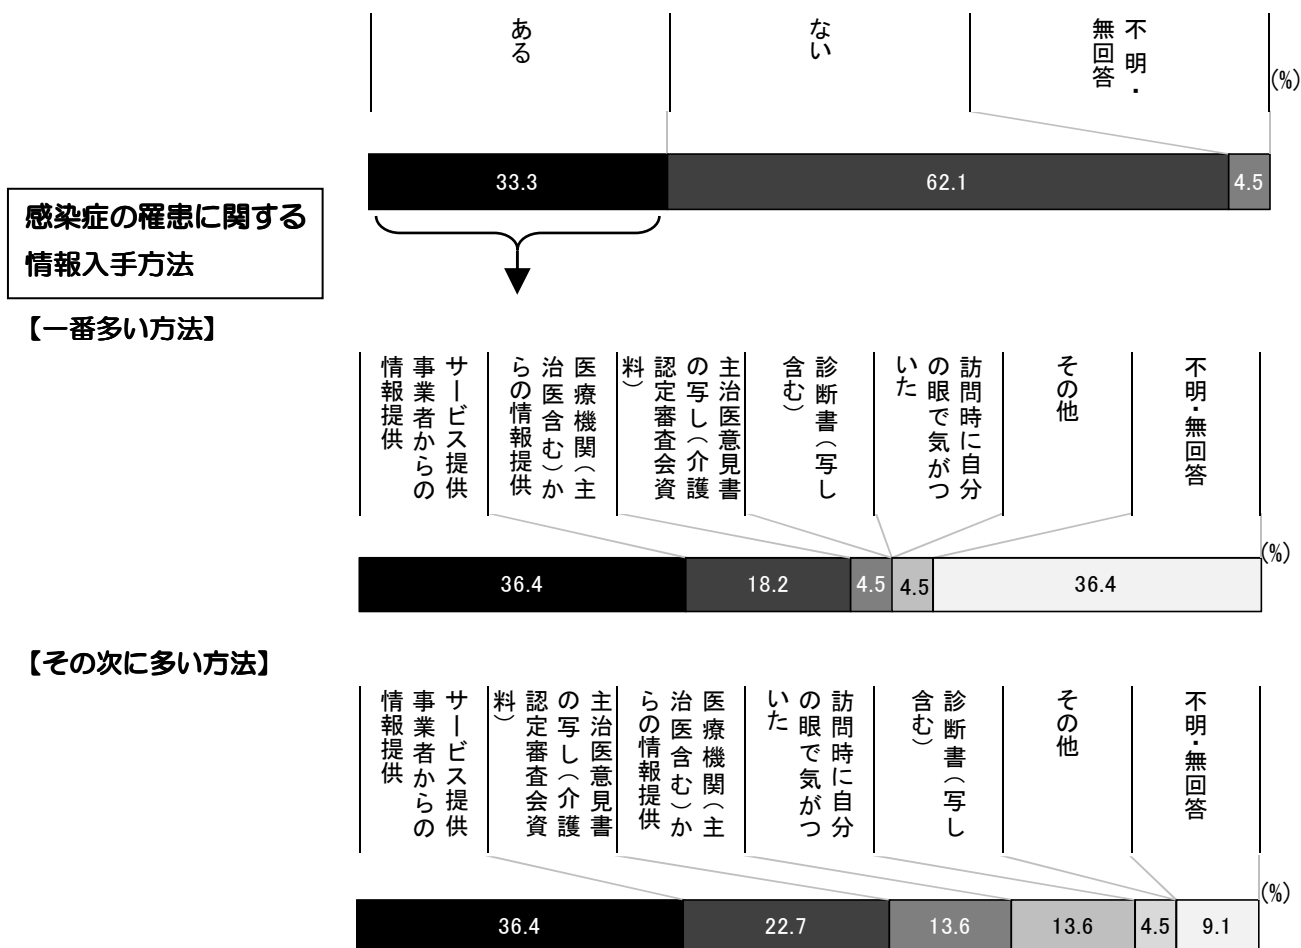 ある
ない
不明・
無回答
(%)
33.3
62.1
4.5
感染症の罹患に関する
情報入手方法
【一番多い方法】
サービス提供
事業者からの
情報提供
医療機関（主
治医含む）か
らの情報提供
主治医意見書
の写し（介護
認定審査会資
料）
診断書（写し
含む）
訪問時に自分
の眼で気がつ
いた
その他
不明・無回答
(%)
36.4
18.2
4.5
4.5
36.4
【その次に多い方法】
サービス提供
事業者からの
情報提供
主治医意見書
の写し（介護
認定審査会資
料）
医療機関（主
治医含む）か
らの情報提供
訪問時に自分
の眼で気がつ
いた
診断書（写し
含む）
その他
不明・無回答
(%)
36.4
22.7
13.6
13.6
4.5
9.1